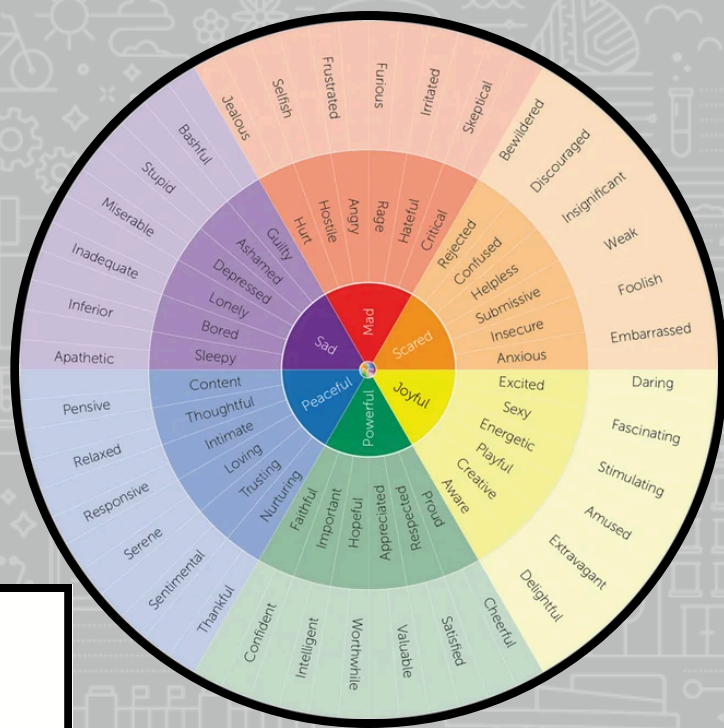 Mad
Scared
Joyful
Powerful
Peaceful
Sad
Hurt
Hostile
Angry
Rage
Hateful
Critical
Rejected
Confused
Helpless
Submissive
Insecure
Anxious
Excited
Sexy
Energetic
Playful
Creative
Aware
Proud
Respected
Appreciated
Hopeful
Important
Faithful
Nurturing
Trusting
Loving
Intimate
Thoughtful
Content
Sleepy
Bored
Lonely
Depressed
Ashamed
Guilty
Jealous
Selfish
Frustrated
Furious
Irritated
Skeptical
Bewildered
Discouraged
Insignificant
Weak
Foolish
Embarrassed
Daring
Fascinating
Stimulating
Amused
Extravagant
Delightful
Cheerful
Satisfied
Valuable
Worthwhile
Intelligent
Confident
Thankful
Sentimental
Serene
Responsive
Relaxed
Pensive
Apathetic
Inferior
Inadequate
Miserable
Stupid
Bashful